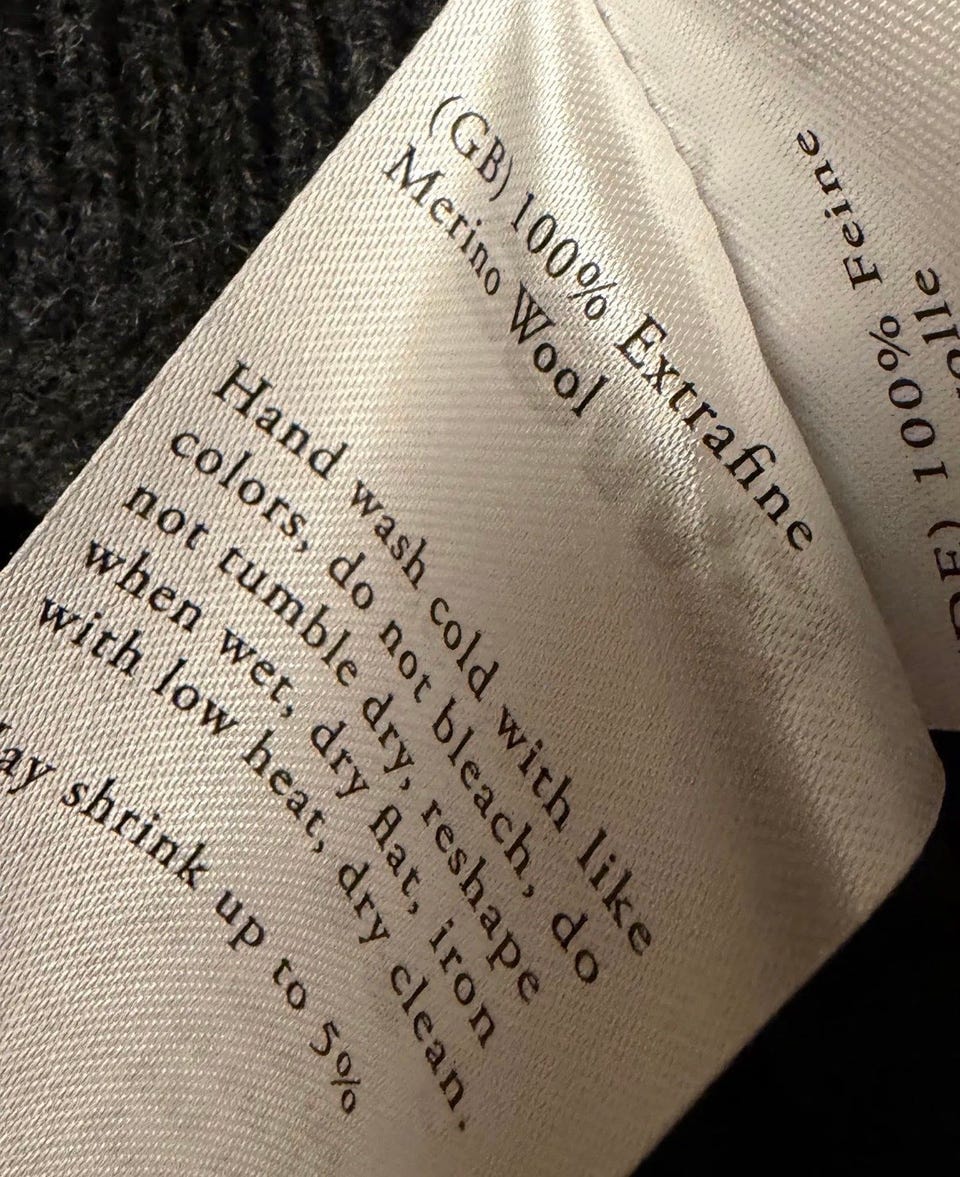 (GB) 100% Extrafine
Merino Wool
Hand wash cold with like
colors, do not bleach, do
not tumble dry, reshape
when wet, dry flat, iron
with low heat, dry clean.
shrink up to 5%
100% Feine